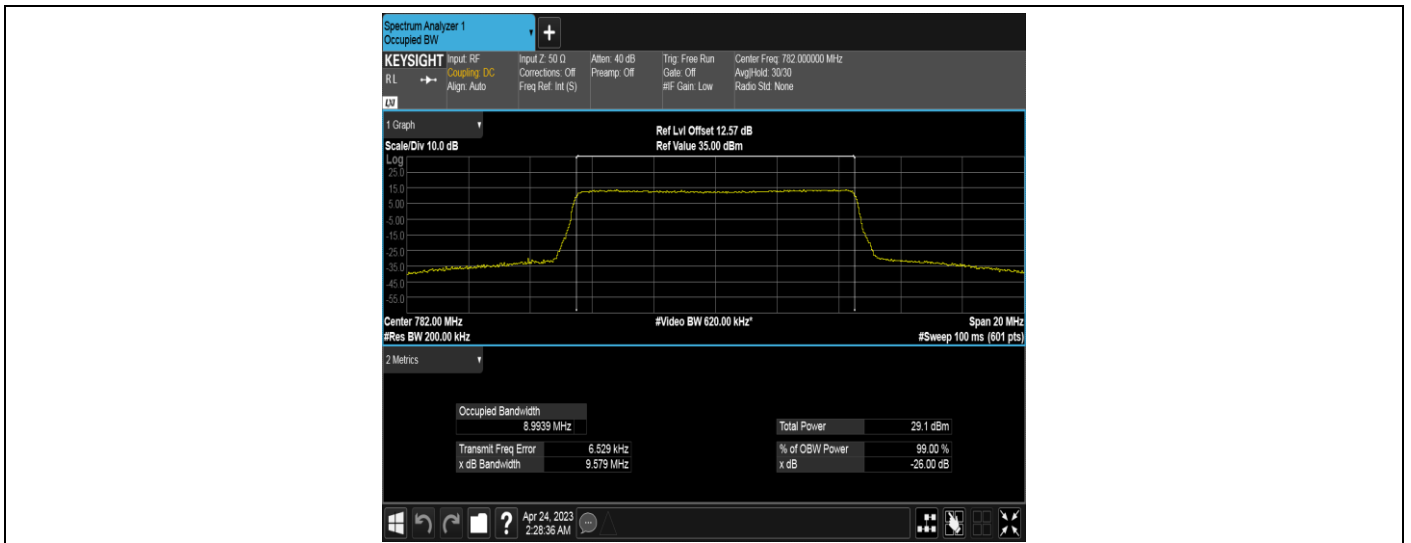 Spectrum Analyzer 1
Occupied BW
+
KEYSIGHT Input: RF Input Z: 50 Ω Atten: 40 dB Trig: Free Run Center Freq: 782.000000 MHz
RL Coupling: DC Corrections: Off Preamp: Off Gate: Off Avg|Hold: 30/30
Align: Auto Freq Ref: Int (S) #IF Gain: Low Radio Std: None
LXI
1 Graph
Ref Lvl Offset 12.57 dB
Scale/Div 10.0 dB Ref Value 35.00 dBm
Log
25.0
15.0
5.00
-5.00
-15.0
-25.0
-35.0
-45.0
-55.0
Center 782.00 MHz #Video BW 620.00 kHz* Span 20 MHz
#Res BW 200.00 kHz #Sweep 100 ms (601 pts)
2 Metrics
Occupied Bandwidth
8.9939 MHz Total Power 29.1 dBm
Transmit Freq Error 6.529 kHz % of OBW Power 99.00 %
x dB Bandwidth 9.579 MHz x dB -26.00 dB
? Apr 24, 2023
2:28:36 AM